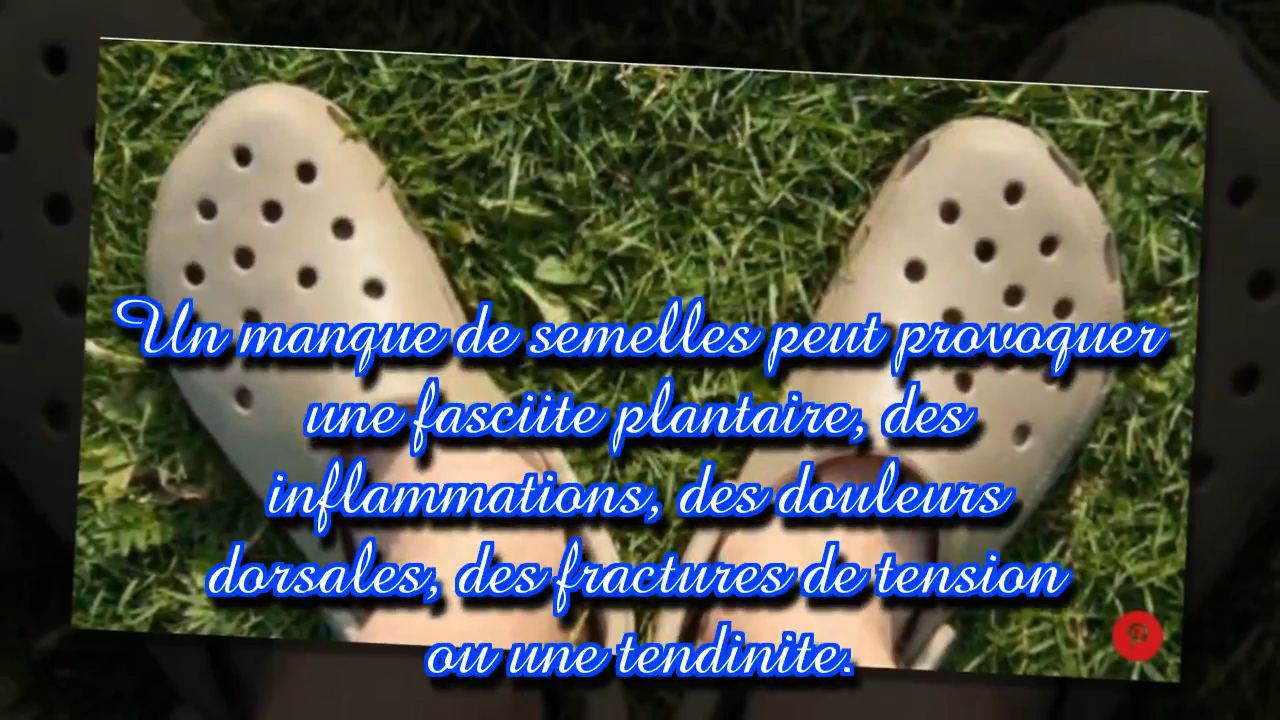 Un manque de semelles peut provoquer
une fasciite plantaire, des
inflammations, des douleurs
dorsales, des fractures de tension
ou une tendinite.